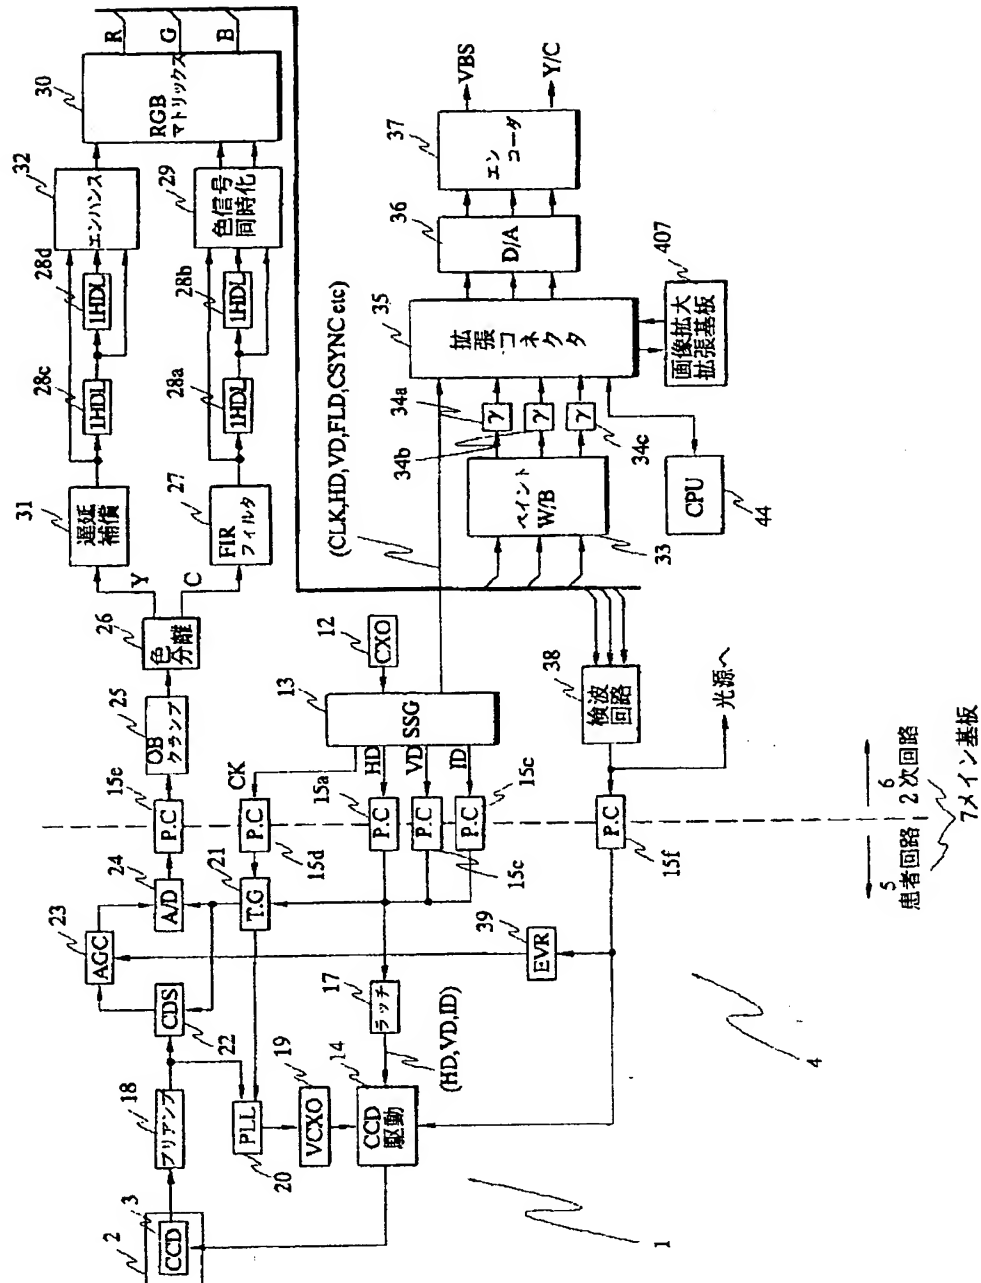 2
3
CCD
18
プリアンプ
22
CDS
23
AGC
24
A/D
15e
P.C
25
OB
クランプ
26
色
分離
Y
C
31
遅延
補償
27
FIR
フィルタ
28c
1HDL
28d
1HDL
28a
1HDL
28b
1HDL
32
エンハンス
29
色信号
同時化
30
RGB
マトリックス
R
G
B
20
PLL
19
VCXO
14
CCD
駆動
17
ラッチ
(HD,VD,ID)
21
T.G
15d
P.C
CK
15a
P.C
HD
15c
P.C
VD
15c
P.C
ID
13
SSG
12
CXO
(CLK,HD,VD,FLD,CSYNC etc)
39
EVR
15f
P.C
38
検波
回路
光源へ
33
ペイント
W/B
34a
γ
34b
γ
34c
γ
35
拡張
コネクタ
36
D/A
37
エン
コーダ
VBS
Y/C
44
CPU
407
画像拡大
拡張基板
5
患者回路
6
2次回路
7メイン基板
1
4